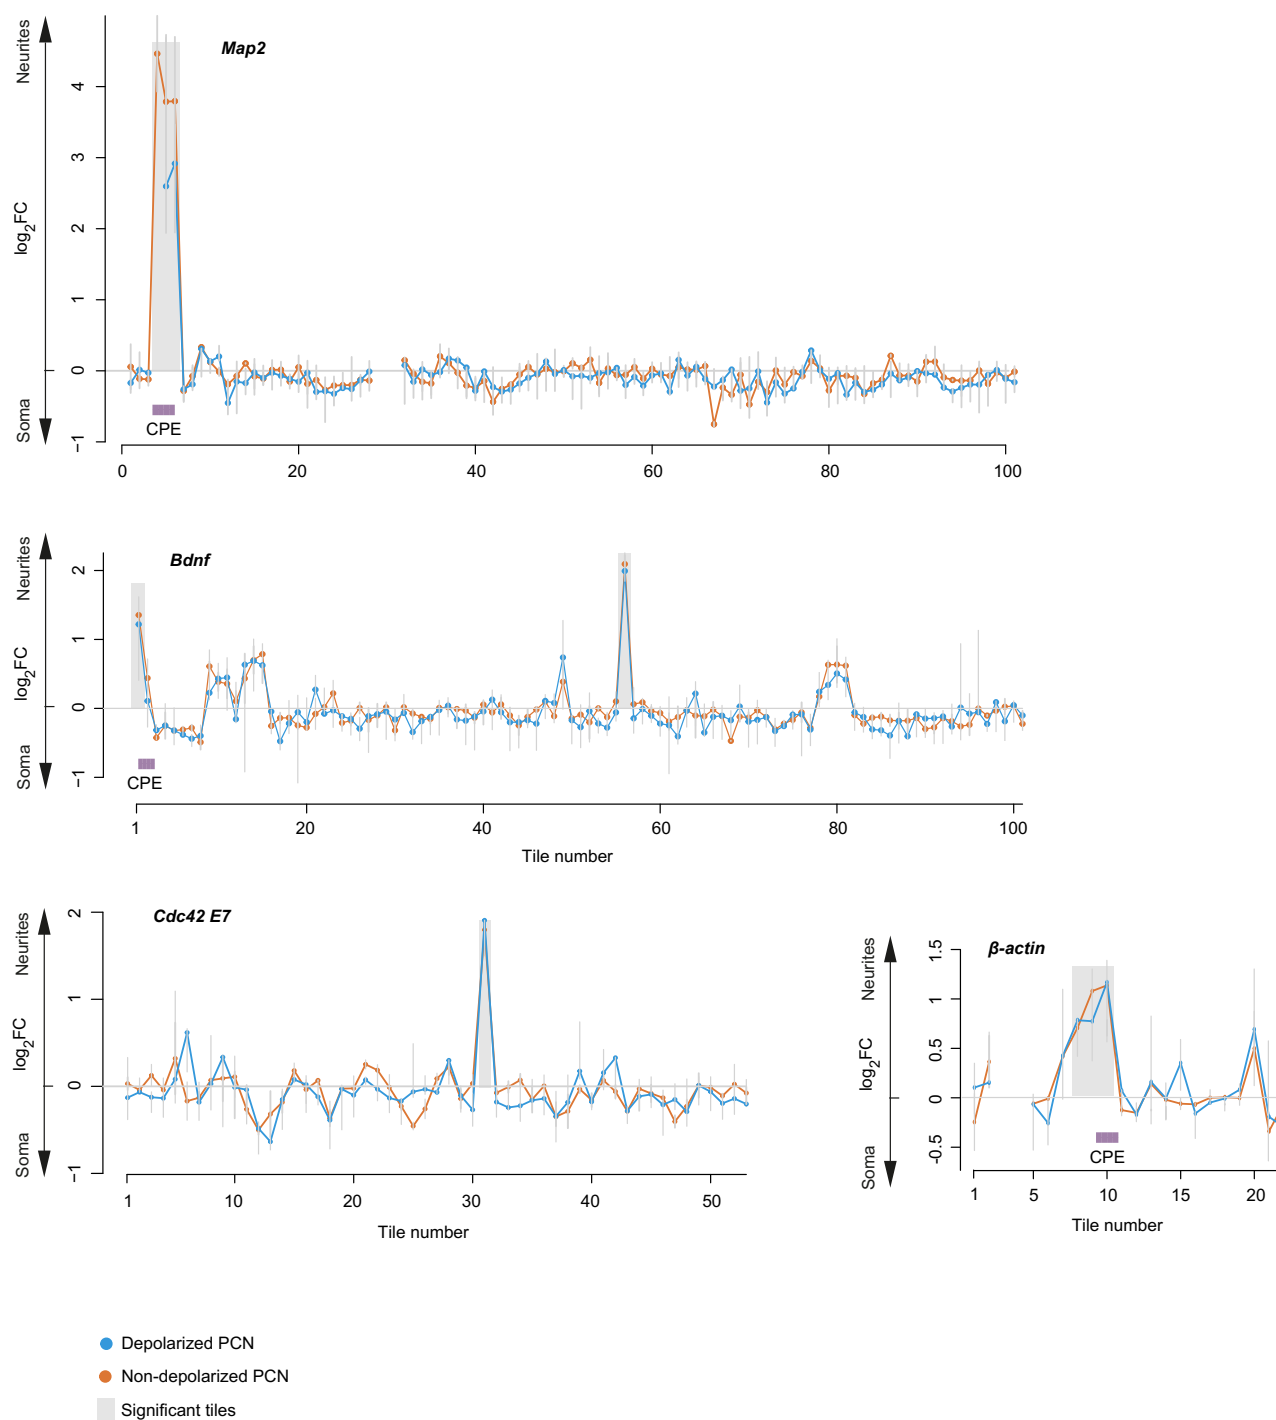 Map2
Neurites
log2FC
Soma
4
3
2
1
0
−1
CPE
0 20 40 60 80 100
Bdnf
Neurites
log2FC
Soma
2
1
0
−1
CPE
1 20 40 60 80 100
Tile number
Cdc42 E7
Neurites
log2FC
Soma
2
1
0
−1
1 10 20 30 40 50
Tile number
β-actin
Neurites
log2FC
Soma
1.5
1
0.5
0
-0.5
CPE
1 5 10 15 20
Tile number
Depolarized PCN
Non-depolarized PCN
Significant tiles